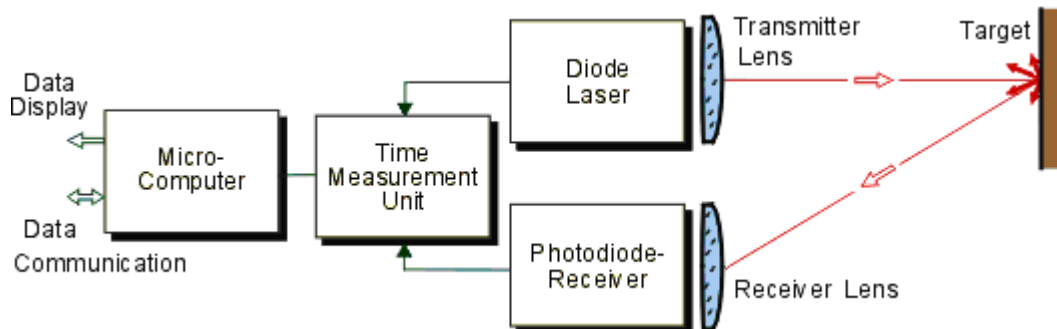 Data
Display
Micro-
Computer
Data
Communication
Time
Measurement
Unit
Diode
Laser
Transmitter
Lens
Target
Photodiode-
Receiver
Receiver Lens